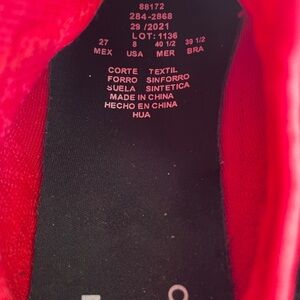 88172
284-2868
29 /2021
LOT: 1136
27 8 40 1/2 39 1/2
MEX USA MER BRA
CORTE TEXTIL
FORRO SINFORRO
SUELA SINTETICA
MADE IN CHINA
HECHO EN CHINA
HUA